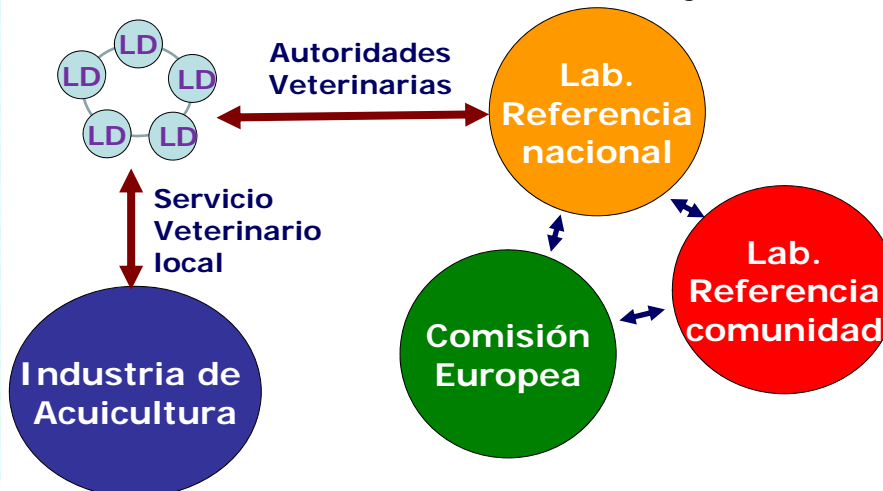 LD
LD
LD
LD
LD
Autoridades
Veterinarias
Lab.
Referencia
nacional
Servicio
Veterinario
local
Lab.
Referencia
comunidad
Comisión
Europea
Industria de
Acuicultura